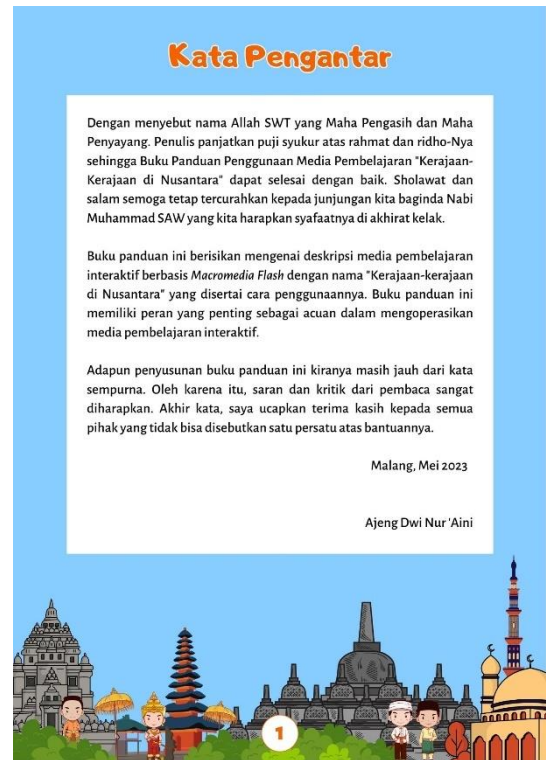 Kata Pengantar
Dengan menyebut nama Allah SWT yang Maha Pengasih dan Maha
Penyayang. Penulis panjatkan puji syukur atas rahmat dan ridho-Nya
sehingga Buku Panduan Penggunaan Media Pembelajaran "Kerajaan-
Kerajaan di Nusantara" dapat selesai dengan baik. Sholawat dan
salam semoga tetap tercurahkan kepada junjungan kita baginda Nabi
Muhammad SAW yang kita harapkan syafaatnya di akhirat kelak.
Buku panduan ini berisikan mengenai deskripsi media pembelajaran
interaktif berbasis Macromedia Flash dengan nama "Kerajaan-kerajaan
di Nusantara" yang disertai cara penggunaannya. Buku panduan ini
memiliki peran yang penting sebagai acuan dalam mengoperasikan
media pembelajaran interaktif.
Adapun penyusunan buku panduan ini kiranya masih jauh dari kata
sempurna. Oleh karena itu, saran dan kritik dari pembaca sangat
diharapkan. Akhir kata, saya ucapkan terima kasih kepada semua
pihak yang tidak bisa disebutkan satu persatu atas bantuannya.
Malang, Mei 2023
Ajeng Dwi Nur 'Aini
1